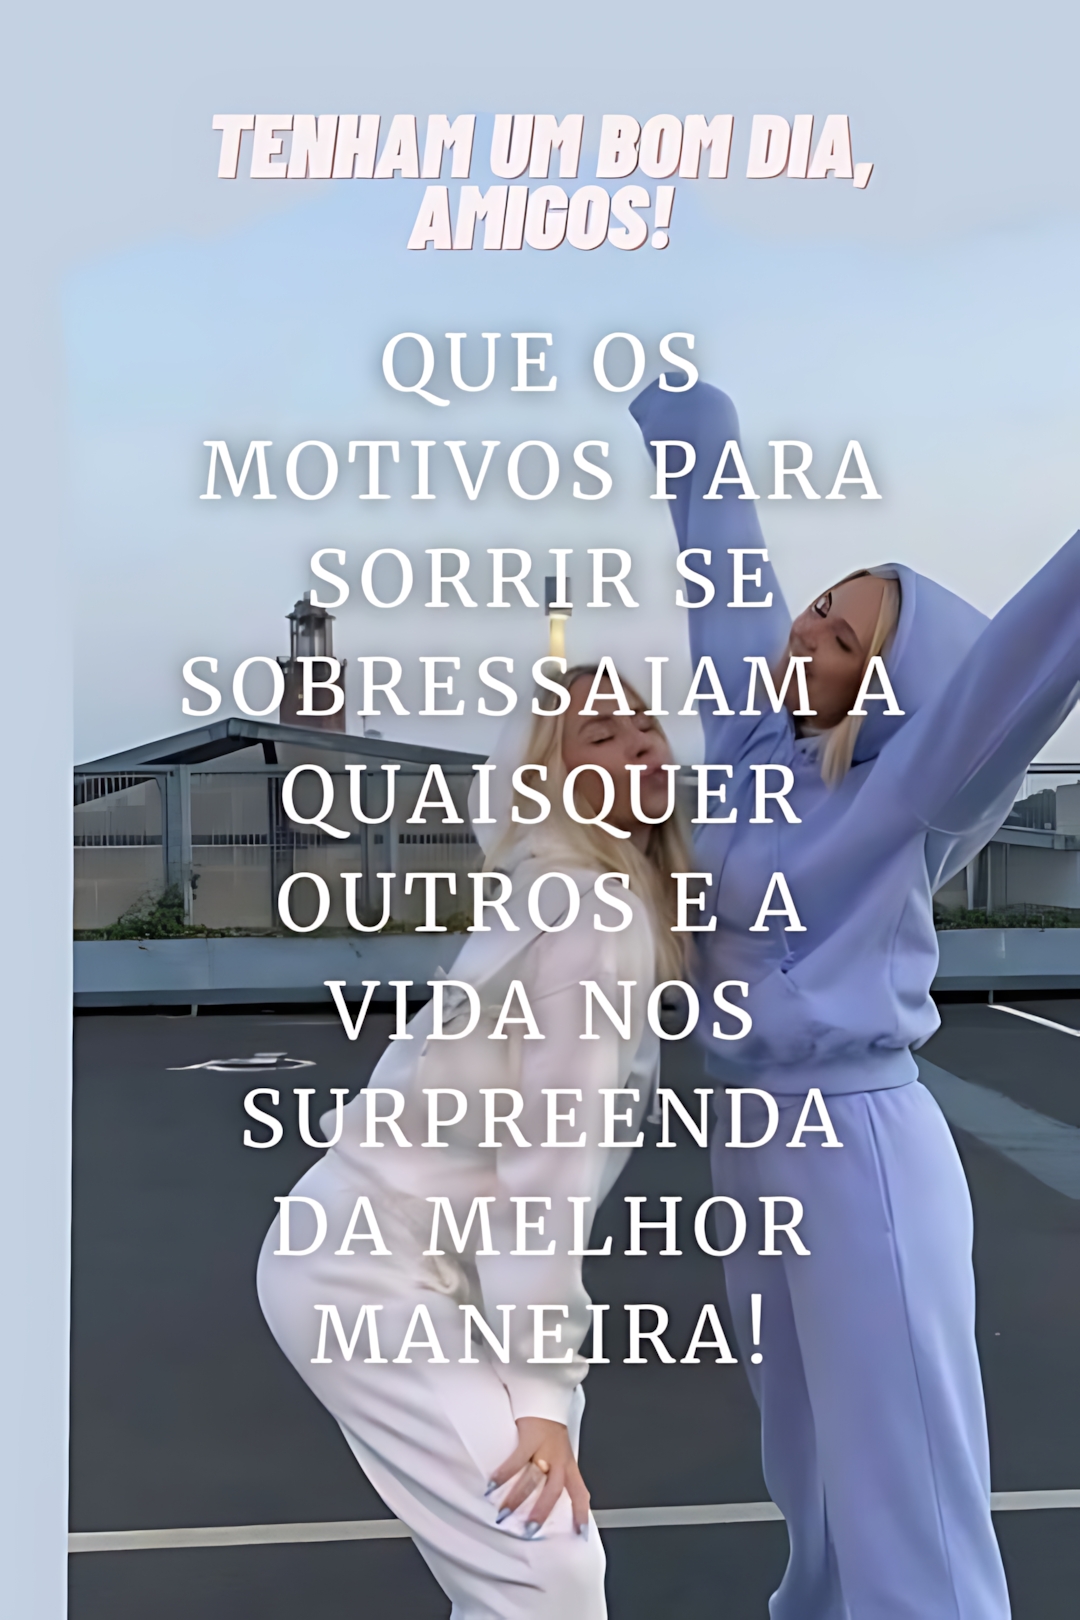 TENHAM UM BOM DIA,
AMIGOS!
QUE OS
MOTIVOS PARA
SORRIR SE
SOBRESSAIAM A
QUAISQUER
OUTROS E A
VIDA NOS
SURPREENDA
DA MELHOR
MANEIRA!